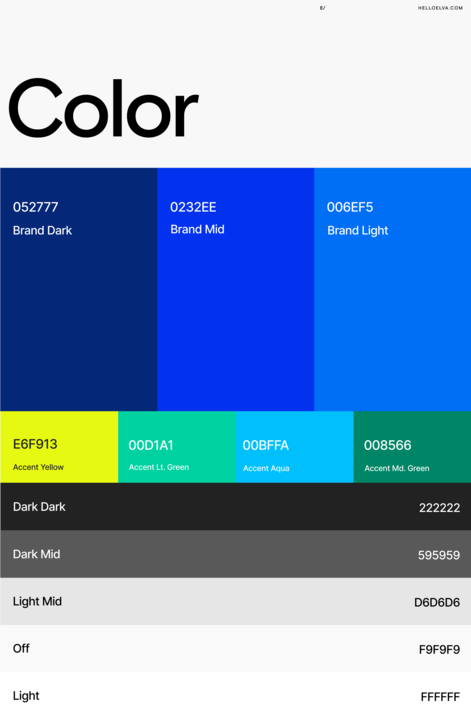 E/
HELLOELVA.COM
Color
052777
Brand Dark
0232EE
Brand Mid
006EF5
Brand Light
E6F913
Accent Yellow
00D1A1
Accent Lt. Green
00BFFA
Accent Aqua
008566
Accent Md. Green
Dark Dark 222222
Dark Mid 595959
Light Mid D6D6D6
Off F9F9F9
Light FFFFFF